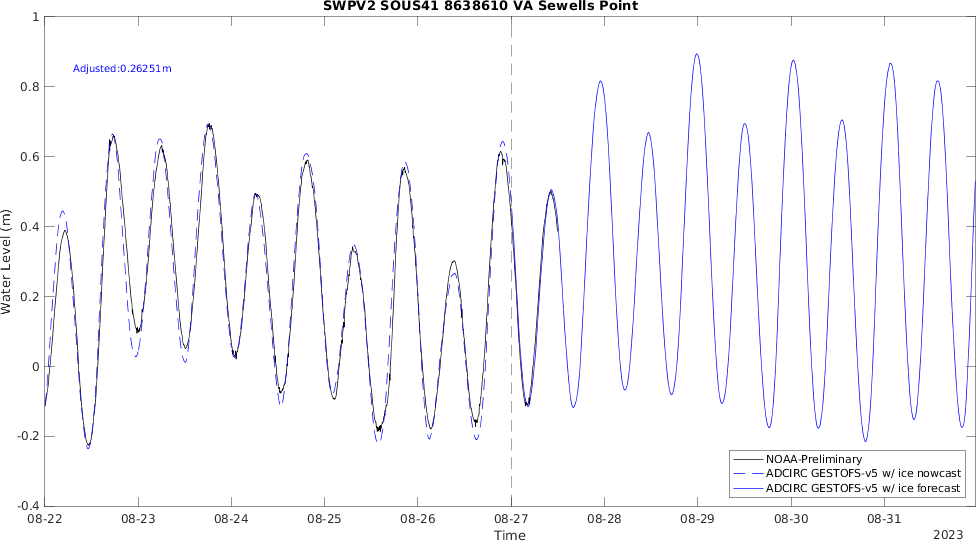 SWPV2 SOUS41 8638610 VA Sewells Point
Adjusted:0.26251m
1
0.8
0.6
0.4
0.2
0
-0.2
-0.4
Water Level (m)
NOAA-Preliminary
ADCIRC GESTOFS-v5 w/ ice nowcast
ADCIRC GESTOFS-v5 w/ ice forecast
08-22 08-23 08-24 08-25 08-26 08-27 08-28 08-29 08-30 08-31
Time
2023